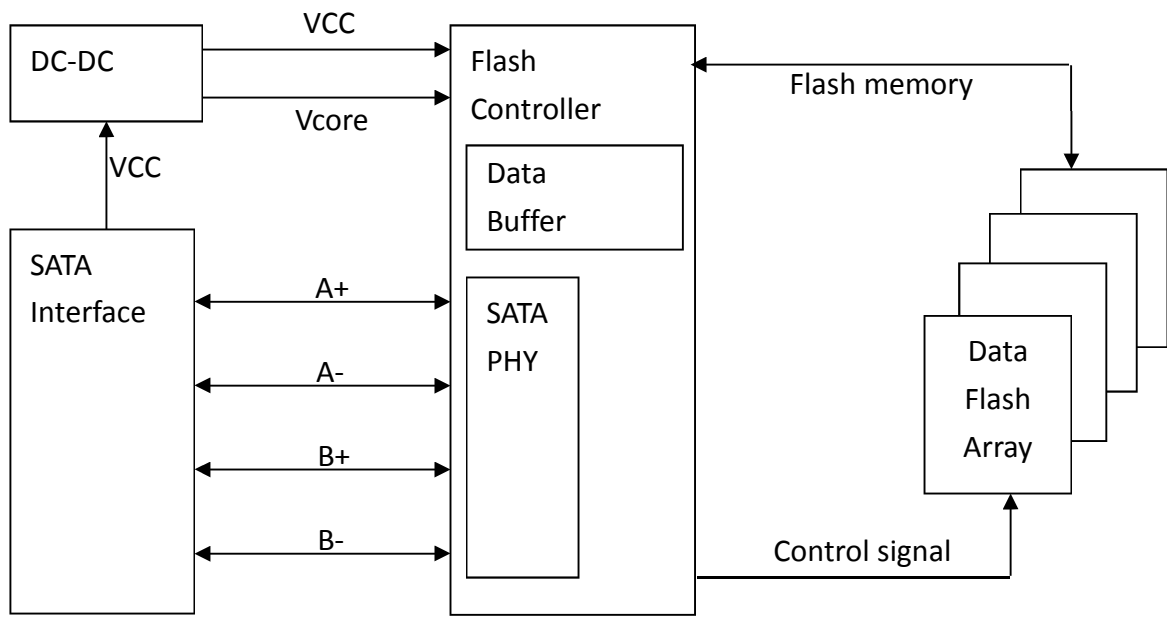 VCC
DC-DC
Vcore
VCC
Flash
Controller
Flash memory
Data
Buffer
SATA
Interface
A+
A-
B+
B-
SATA
PHY
Data
Flash
Array
Control signal